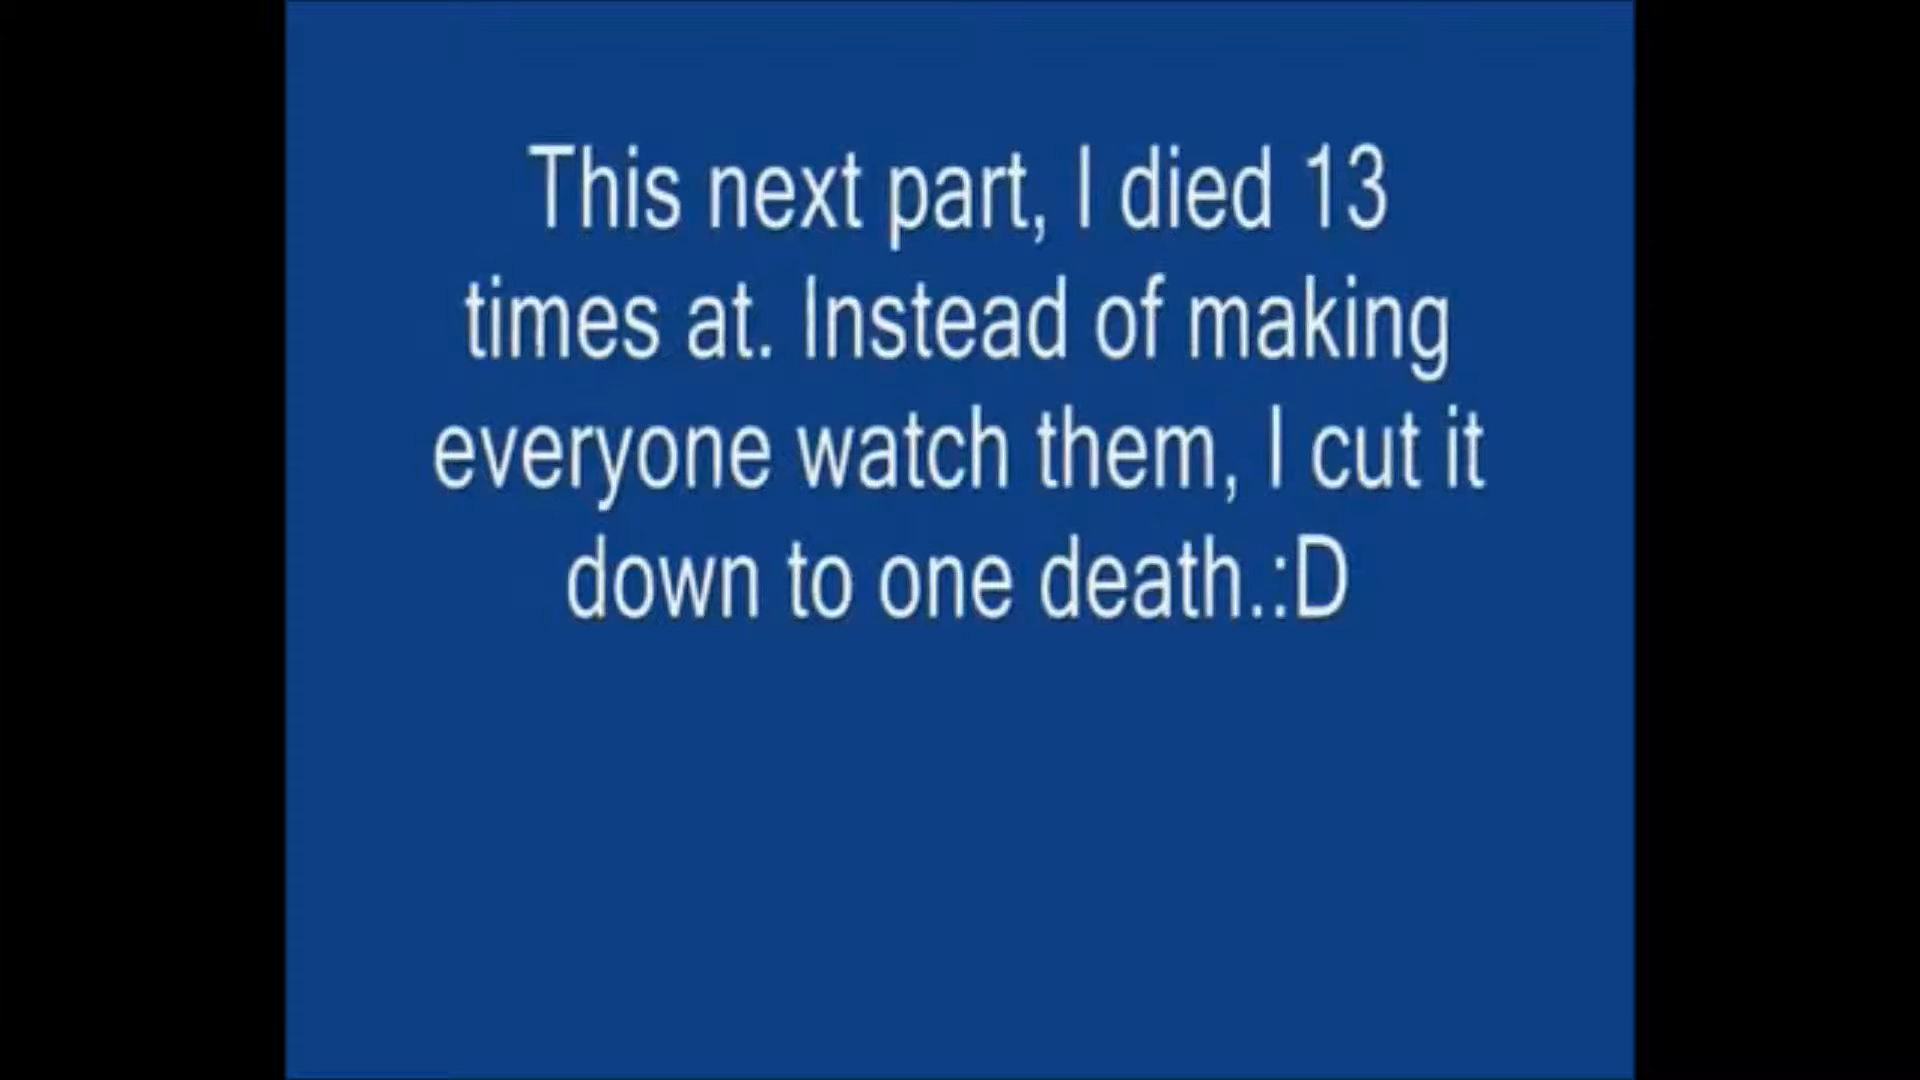 This next part, I died 13
times at. Instead of making
everyone watch them, I cut it
down to one death.:D